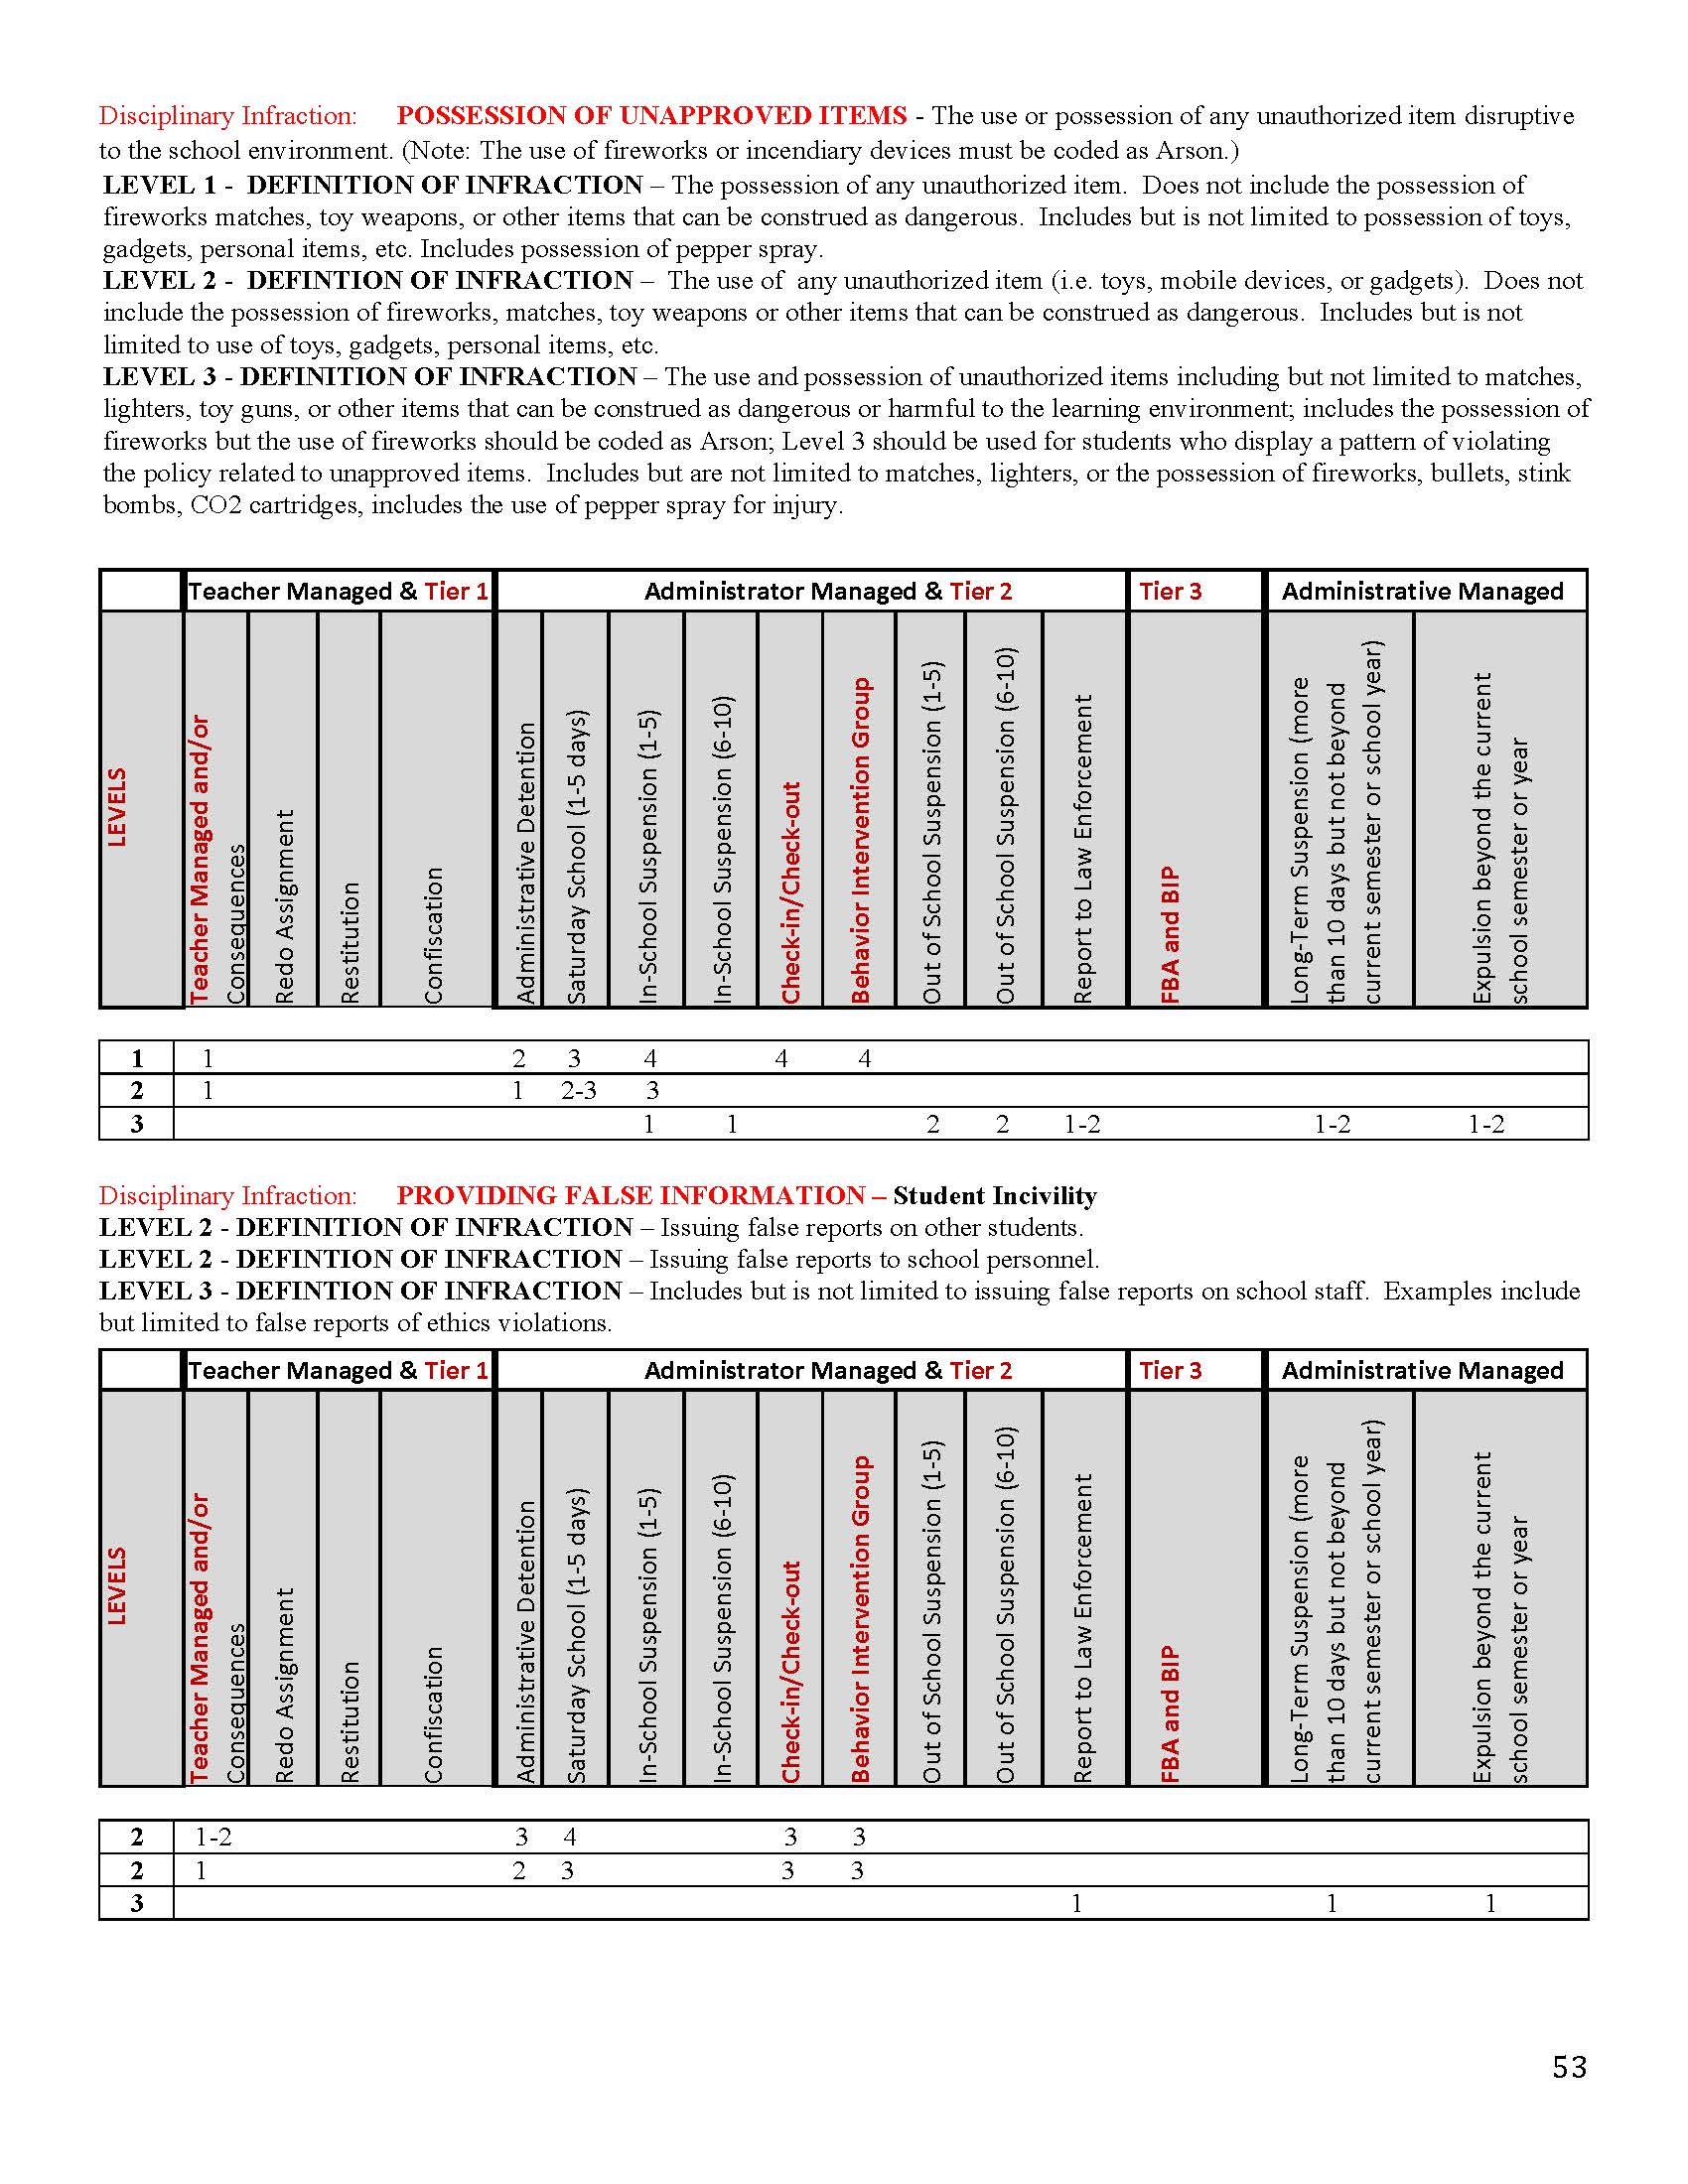 Disciplinary Infraction: POSSESSION OF UNAPPROVED ITEMS - The use or possession of any unauthorized item disruptive
to the school environment. (Note: The use of fireworks or incendiary devices must be coded as Arson.)
LEVEL 1 - DEFINITION OF INFRACTION – The possession of any unauthorized item. Does not include the possession of
fireworks matches, toy weapons, or other items that can be construed as dangerous. Includes but is not limited to possession of toys,
gadgets, personal items, etc. Includes possession of pepper spray.
LEVEL 2 - DEFINTION OF INFRACTION – The use of any unauthorized item (i.e. toys, mobile devices, or gadgets). Does not
include the possession of fireworks, matches, toy weapons or other items that can be construed as dangerous. Includes but is not
limited to use of toys, gadgets, personal items, etc.
LEVEL 3 - DEFINITION OF INFRACTION – The use and possession of unauthorized items including but not limited to matches,
lighters, toy guns, or other items that can be construed as dangerous or harmful to the learning environment; includes the possession of
fireworks but the use of fireworks should be coded as Arson; Level 3 should be used for students who display a pattern of violating
the policy related to unapproved items. Includes but are not limited to matches, lighters, or the possession of fireworks, bullets, stink
bombs, CO2 cartridges, includes the use of pepper spray for injury.
Teacher Managed & Tier 1 Administrator Managed & Tier 2 Tier 3 Administrative Managed
LEVELS
Teacher Managed and/or
Consequences
Redo Assignment
Restitution
Confiscation
Administrative Detention
Saturday School (1-5 days)
In-School Suspension (1-5)
In-School Suspension (6-10)
Check-in/Check-out
Behavior Intervention Group
Out of School Suspension (1-5)
Out of School Suspension (6-10)
Report to Law Enforcement
FBA and BIP
Long-Term Suspension (more
than 10 days but not beyond
current semester or school year)
Expulsion beyond the current
school semester or year
1 1 2 3 4 4 4
2 1 1 2-3 3
3 1 1 2 2 1-2 1-2 1-2
Disciplinary Infraction: PROVIDING FALSE INFORMATION – Student Incivility
LEVEL 2 - DEFINITION OF INFRACTION – Issuing false reports on other students.
LEVEL 2 - DEFINTION OF INFRACTION – Issuing false reports to school personnel.
LEVEL 3 - DEFINTION OF INFRACTION – Includes but is not limited to issuing false reports on school staff. Examples include
but limited to false reports of ethics violations.
Teacher Managed & Tier 1 Administrator Managed & Tier 2 Tier 3 Administrative Managed
LEVELS
Teacher Managed and/or
Consequences
Redo Assignment
Restitution
Confiscation
Administrative Detention
Saturday School (1-5 days)
In-School Suspension (1-5)
In-School Suspension (6-10)
Check-in/Check-out
Behavior Intervention Group
Out of School Suspension (1-5)
Out of School Suspension (6-10)
Report to Law Enforcement
FBA and BIP
Long-Term Suspension (more
than 10 days but not beyond
current semester or school year)
Expulsion beyond the current
school semester or year
2 1-2 3 4 3 3
2 1 2 3 3 3
3 1 1 1
53